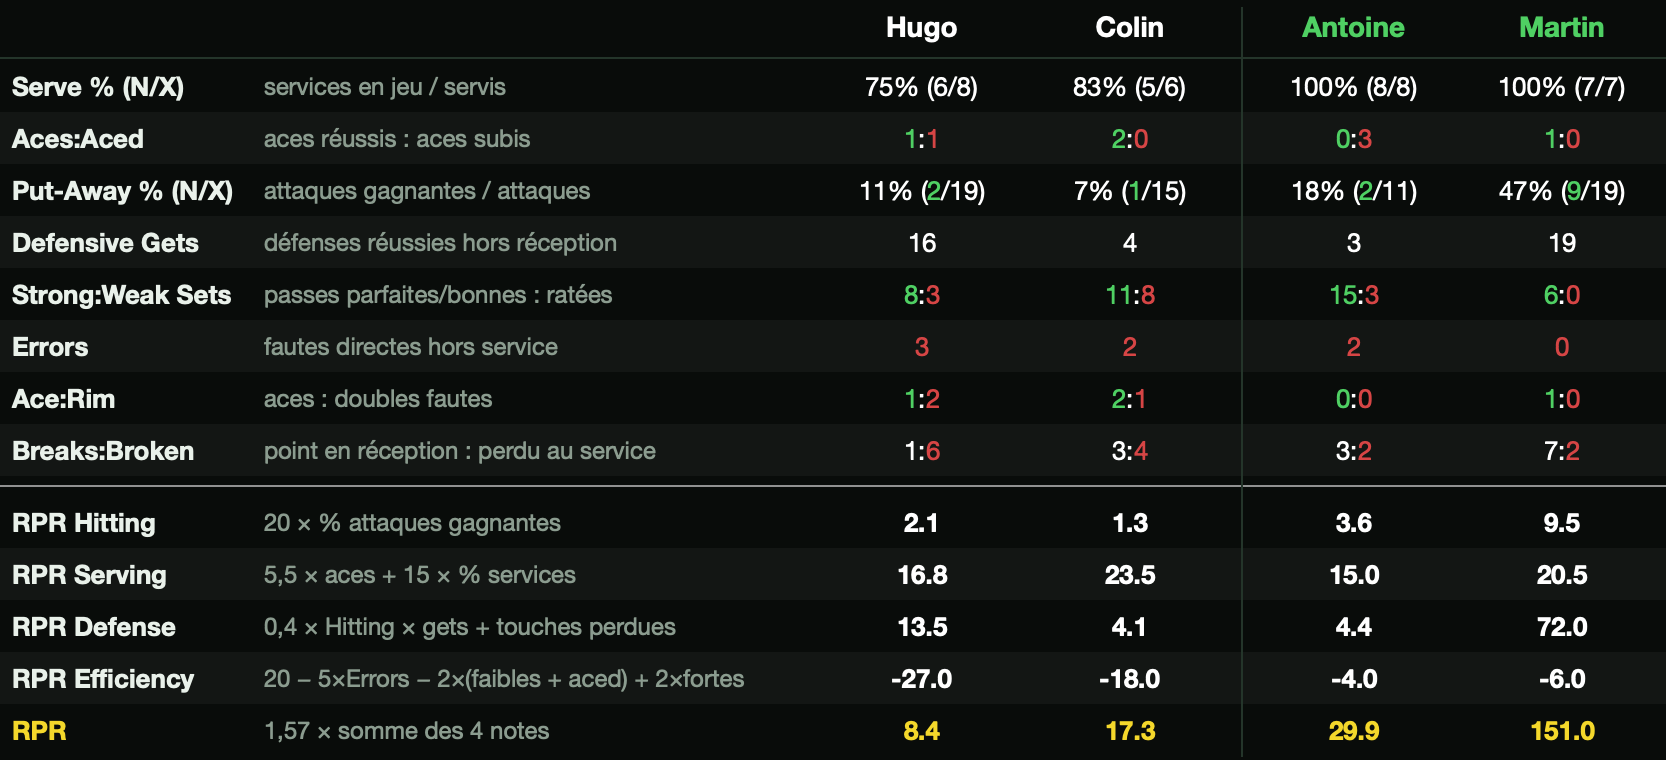 Hugo Colin Antoine Martin
Serve % (N/X) services en jeu / servis 75% (6/8) 83% (5/6) 100% (8/8) 100% (7/7)
Aces:Aced aces réussis : aces subis 1:1 2:0 0:3 1:0
Put-Away % (N/X) attaques gagnantes / attaques 11% (2/19) 7% (1/15) 18% (2/11) 47% (9/19)
Defensive Gets défenses réussies hors réception 16 4 3 19
Strong:Weak Sets passes parfaites/bonnes : ratées 8:3 11:8 15:3 6:0
Errors fautes directes hors service 3 2 2 0
Ace:Rim aces : doubles fautes 1:2 2:1 0:0 1:0
Breaks:Broken point en réception : perdu au service 1:6 3:4 3:2 7:2
RPR Hitting 20 × % attaques gagnantes 2.1 1.3 3.6 9.5
RPR Serving 5,5 × aces + 15 × % services 16.8 23.5 15.0 20.5
RPR Defense 0,4 × Hitting × gets + touches perdues 13.5 4.1 4.4 72.0
RPR Efficiency 20 − 5×Errors − 2×(faibles + aced) + 2×fortes -27.0 -18.0 -4.0 -6.0
RPR 1,57 × somme des 4 notes 8.4 17.3 29.9 151.0